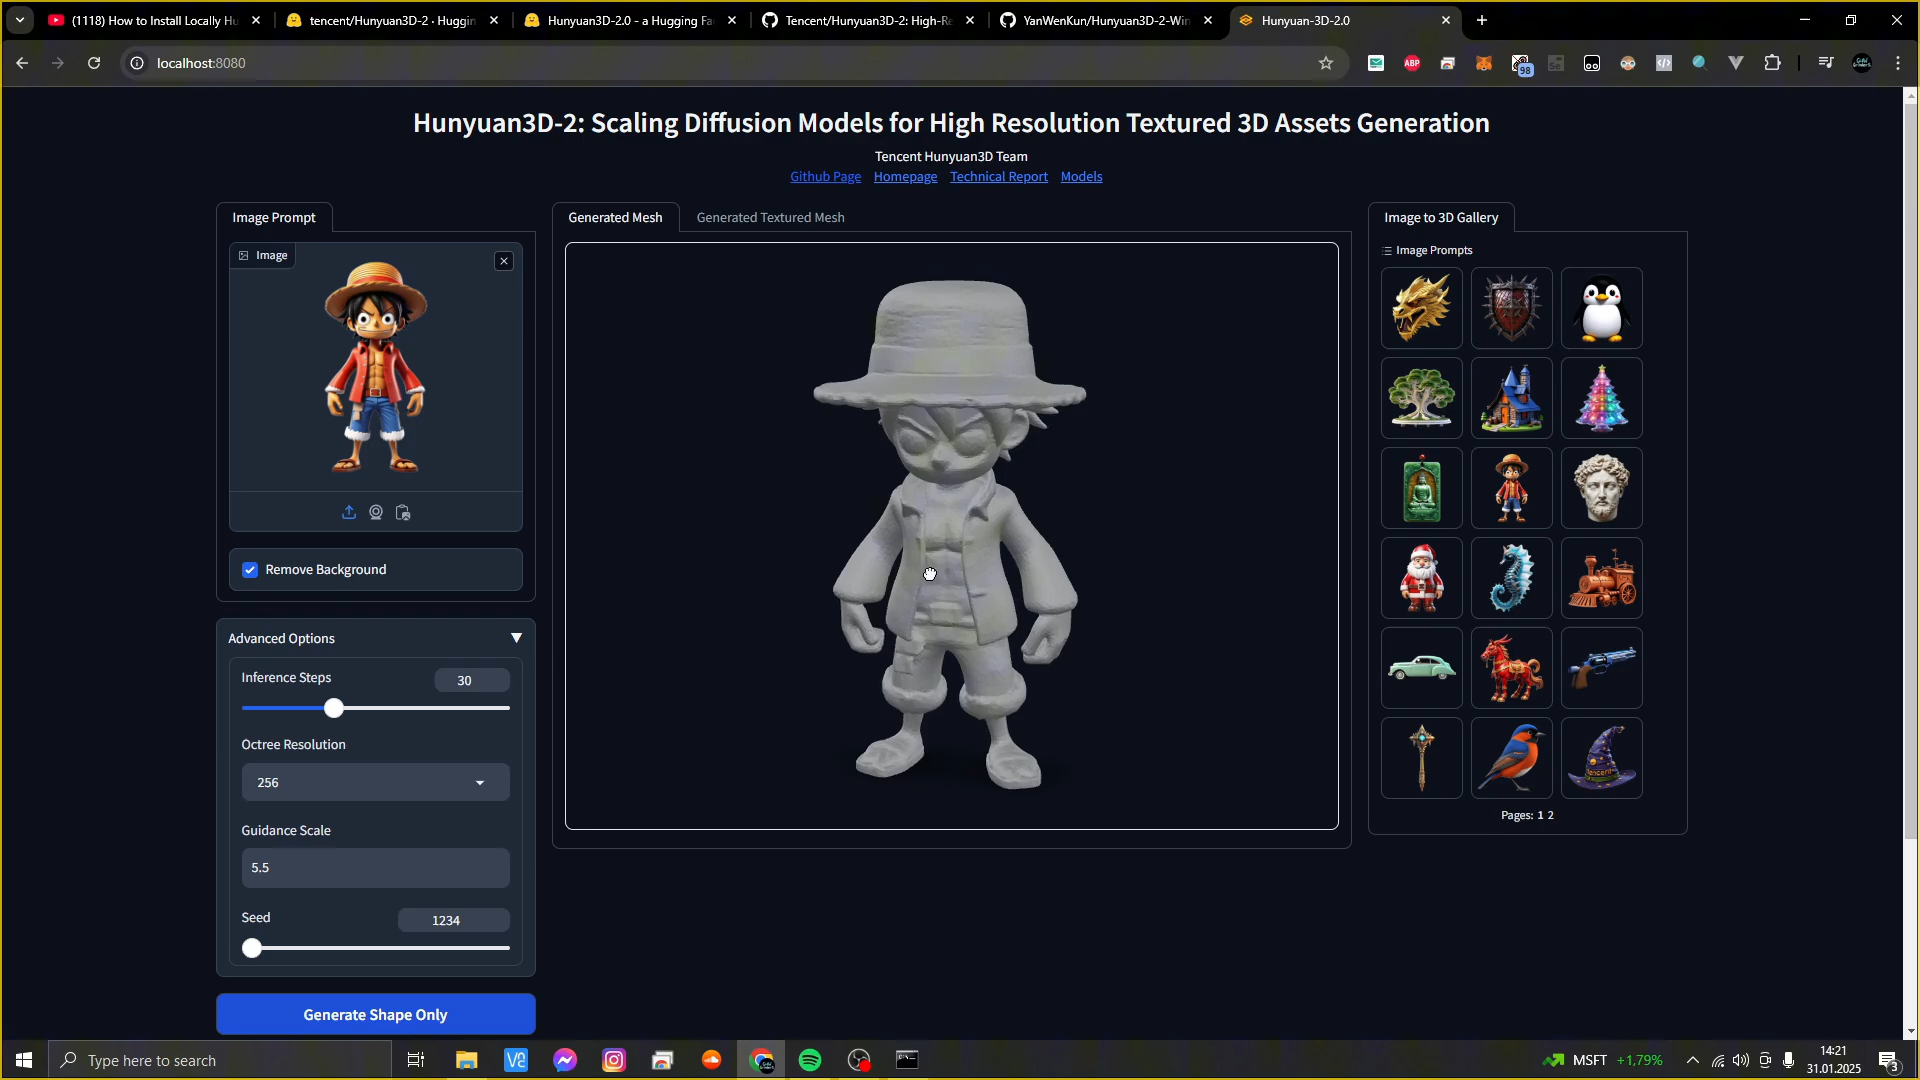 (1118) How to Install Locally Hu
tencent/Hunyuan3D-2 · Huggin
Hunyuan3D-2.0 - a Hugging Fa
Tencent/Hunyuan3D-2: High-Re
YanWenKun/Hunyuan3D-2-Win
Hunyuan-3D-2.0
localhost:8080
ABP
98
Hunyuan3D-2: Scaling Diffusion Models for High Resolution Textured 3D Assets Generation
Tencent Hunyuan3D Team
Github Page Homepage Technical Report Models
Image Prompt
Generated Mesh
Generated Textured Mesh
Image to 3D Gallery
Image
Image Prompts
Remove Background
Advanced Options
Inference Steps
30
Octree Resolution
256
Guidance Scale
5.5
Seed
1234
Pages: 1 2
Generate Shape Only
Type here to search
MSFT +1,79%
14:21
31.01.2025
3